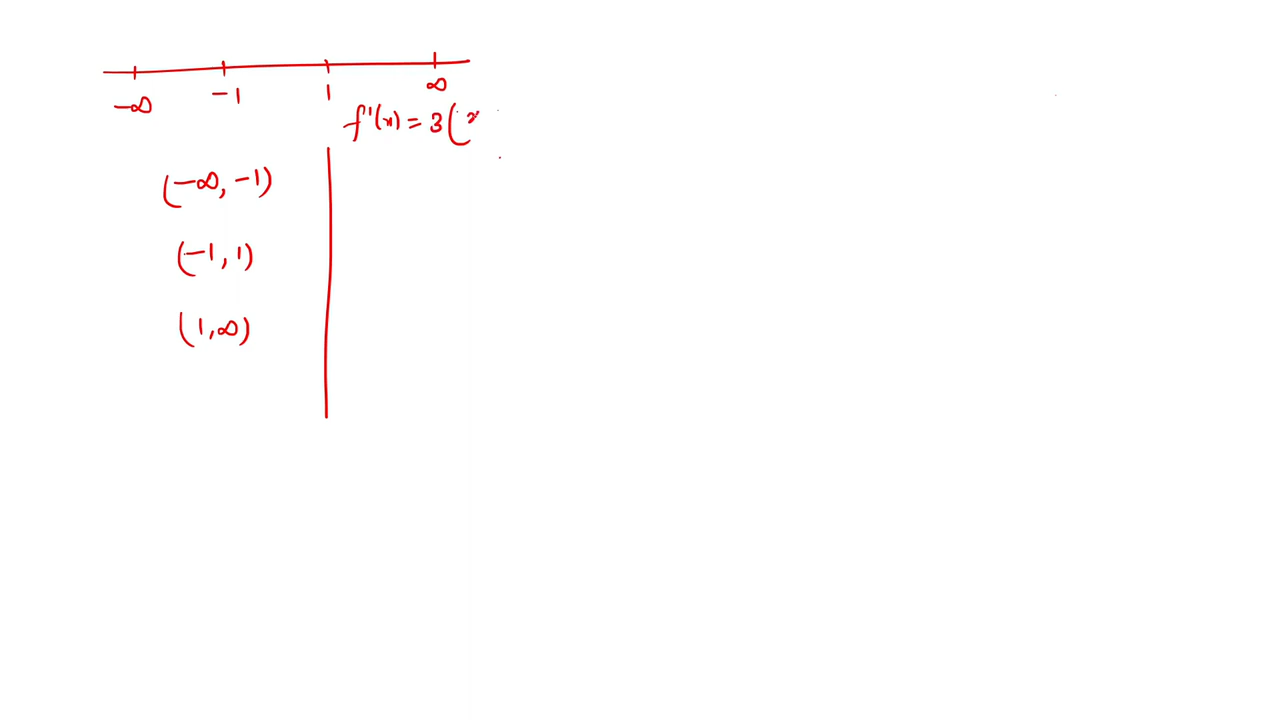 -∞ -1 1 ∞
f'(x) = 3(x
(-∞, -1)
(-1, 1)
(1, ∞)